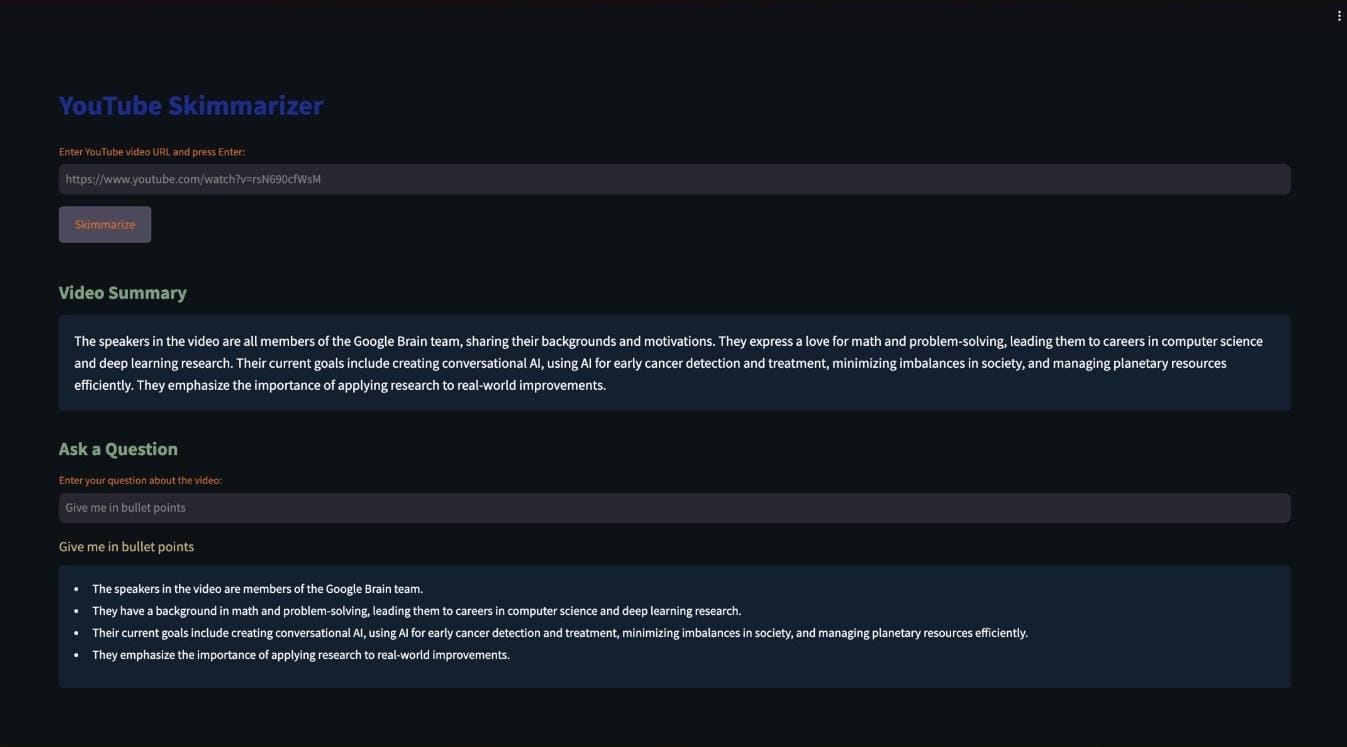 YouTube Skimmarizer
Enter YouTube video URL and press Enter:
https://www.youtube.com/watch?v=rsN690cfWsM
Skimmarize
Video Summary
The speakers in the video are all members of the Google Brain team, sharing their backgrounds and motivations. They express a love for math and problem-solving, leading them to careers in computer science
and deep learning research. Their current goals include creating conversational AI, using AI for early cancer detection and treatment, minimizing imbalances in society, and managing planetary resources
efficiently. They emphasize the importance of applying research to real-world improvements.
Ask a Question
Enter your question about the video:
Give me in bullet points
Give me in bullet points
• The speakers in the video are members of the Google Brain team.
• They have a background in math and problem-solving, leading them to careers in computer science and deep learning research.
• Their current goals include creating conversational AI, using AI for early cancer detection and treatment, minimizing imbalances in society, and managing planetary resources efficiently.
• They emphasize the importance of applying research to real-world improvements.